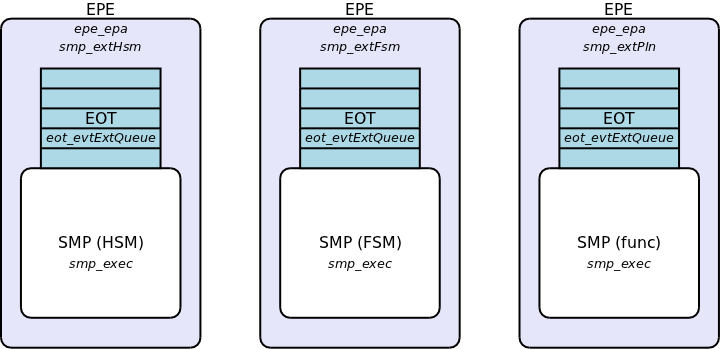 EPE
epe_epa
smp_extHsm
EOT
eot_evtExtQueue
SMP (HSM)
smp_exec
EPE
epe_epa
smp_extFsm
EOT
eot_evtExtQueue
SMP (FSM)
smp_exec
EPE
epe_epa
smp_extPln
EOT
eot_evtExtQueue
SMP (func)
smp_exec